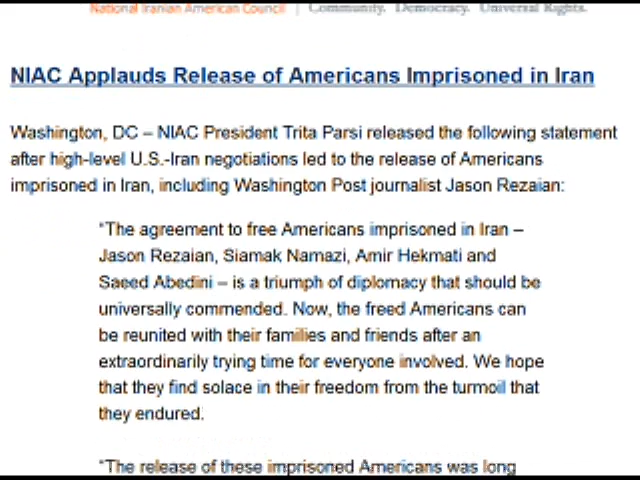 National Iranian American Council | Community. Democracy. Universal Rights.
NIAC Applauds Release of Americans Imprisoned in Iran
Washington, DC – NIAC President Trita Parsi released the following statement
after high-level U.S.-Iran negotiations led to the release of Americans
imprisoned in Iran, including Washington Post journalist Jason Rezaian:
"The agreement to free Americans imprisoned in Iran –
Jason Rezaian, Siamak Namazi, Amir Hekmati and
Saeed Abedini – is a triumph of diplomacy that should be
universally commended. Now, the freed Americans can
be reunited with their families and friends after an
extraordinarily trying time for everyone involved. We hope
that they find solace in their freedom from the turmoil that
they endured.
"The release of these imprisoned Americans was long